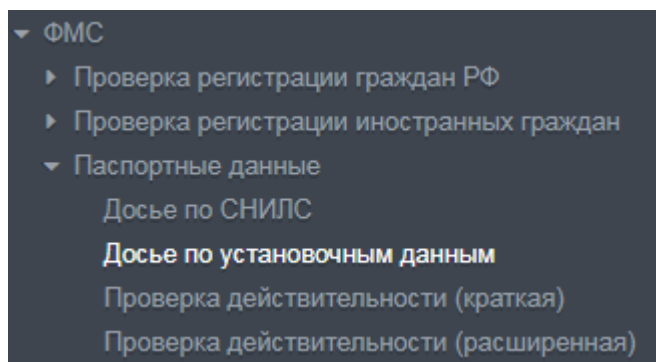 ФМС
Проверка регистрации граждан РФ
Проверка регистрации иностранных граждан
Паспортные данные
Досье по СНИЛС
Досье по установочным данным
Проверка действительности (краткая)
Проверка действительности (расширенная)